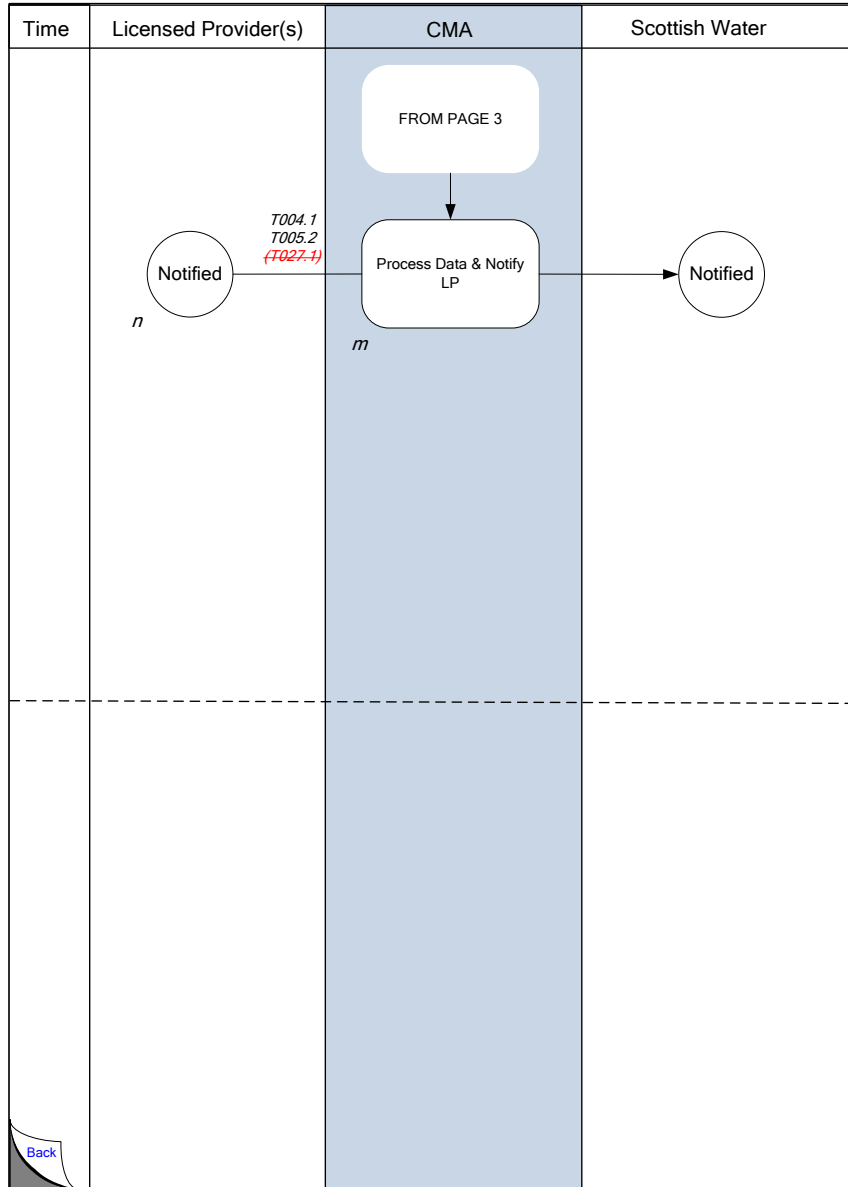 Time
Licensed Provider(s)
CMA
Scottish Water
FROM PAGE 3
T004.1
T005.2
(T027.1)
Notified
Process Data & Notify
LP
Notified
n
m
Back